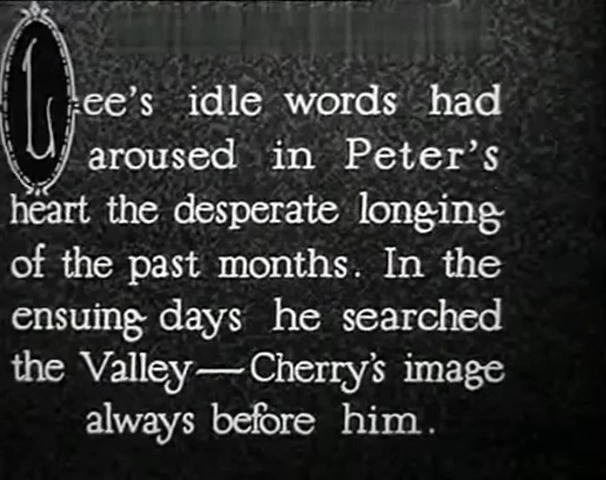 Lee's idle words had
aroused in Peter's
heart the desperate longing
of the past months. In the
ensuing days he searched
the Valley—Cherry's image
always before him.